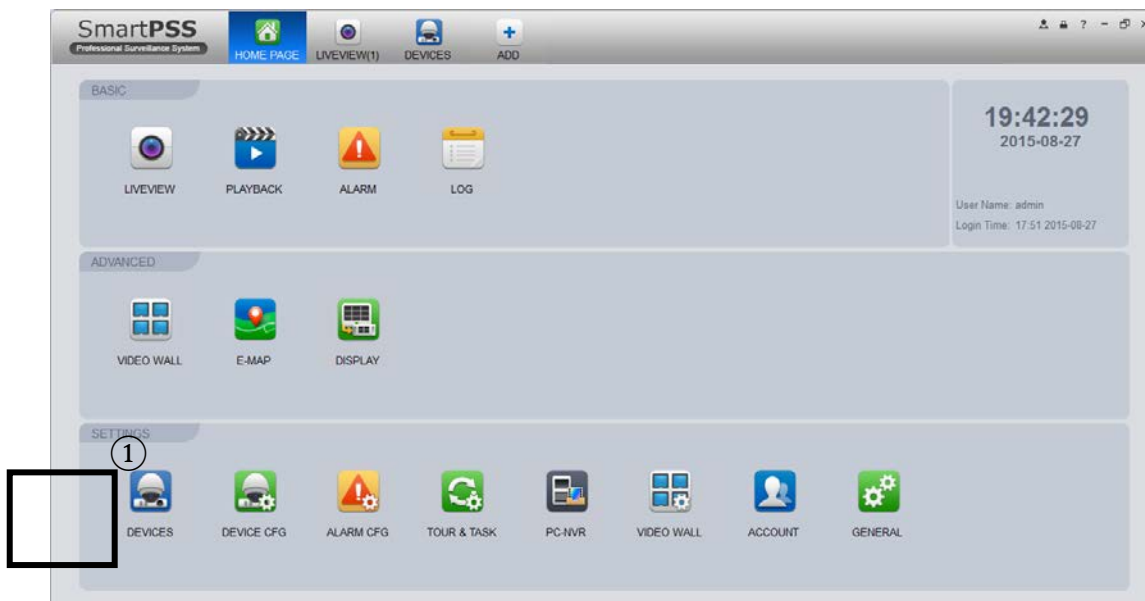 SmartPSS
Professional Surveillance System
HOME PAGE LIVEVIEW(1) DEVICES ADD
?
BASIC
LIVEVIEW PLAYBACK ALARM LOG
19:42:29
2015-08-27
User Name: admin
Login Time: 17:51 2015-08-27
ADVANCED
VIDEO WALL E-MAP DISPLAY
SETTINGS
①
DEVICES DEVICE CFG ALARM CFG TOUR & TASK PC-NVR VIDEO WALL ACCOUNT GENERAL